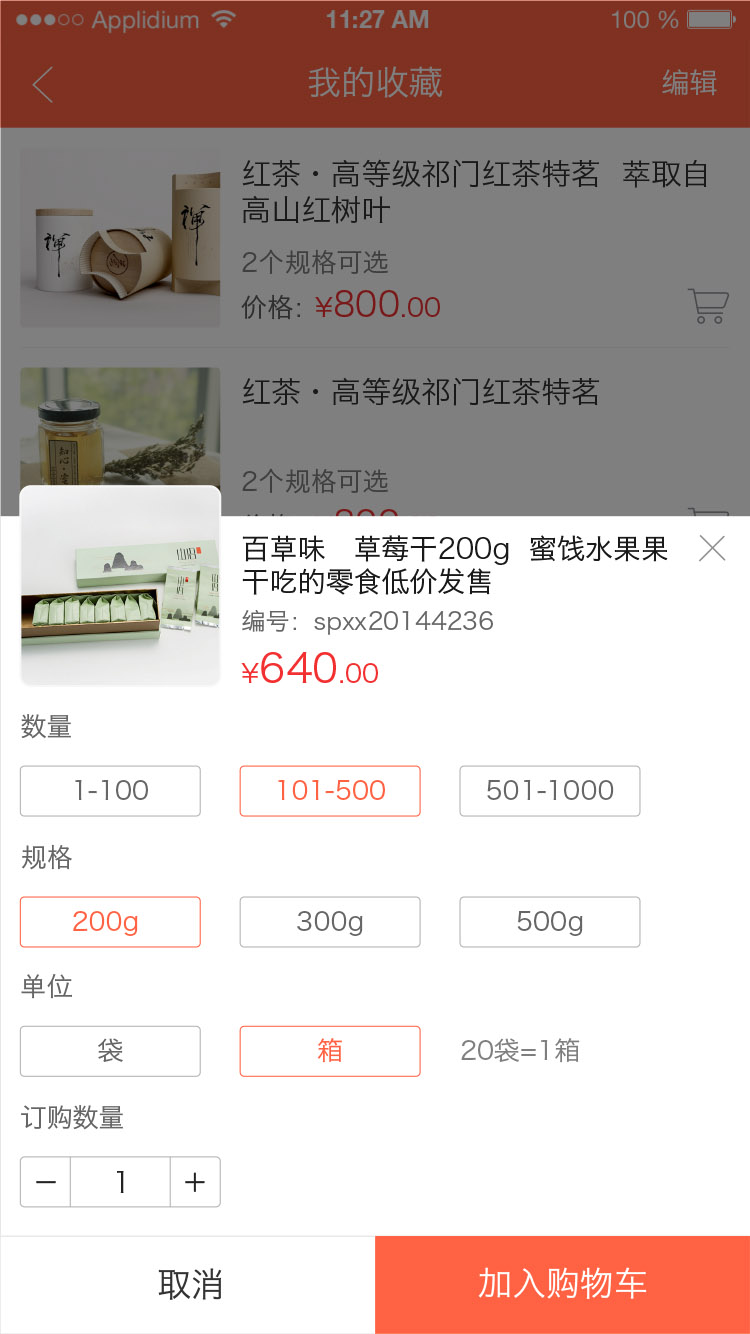 Applidium 11:27 AM 100 %
我的收藏 编辑
红茶·高等级祁门红茶特茗 萃取自
高山红树叶
2个规格可选
价格：¥800.00
红茶·高等级祁门红茶特茗
2个规格可选
百草味 草莓干200g 蜜饯水果果
干吃的零食低价发售
编号：spxx20144236
¥640.00
数量
1-100 101-500 501-1000
规格
200g 300g 500g
单位
袋 箱 20袋=1箱
订购数量
− 1 +
取消 加入购物车